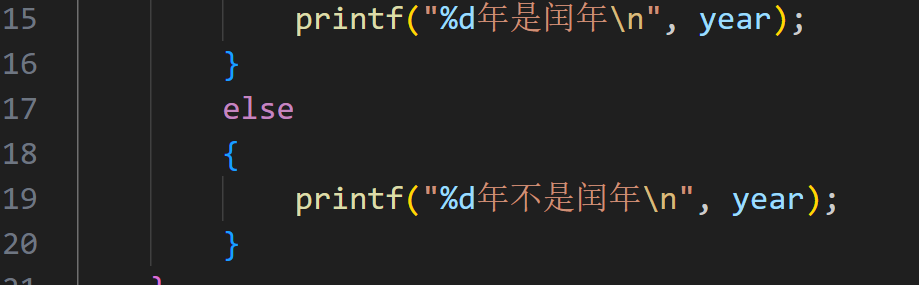 15 printf("%d年是闰年\n", year);
16 }
17 else
18 {
19 printf("%d年不是闰年\n", year);
20 }